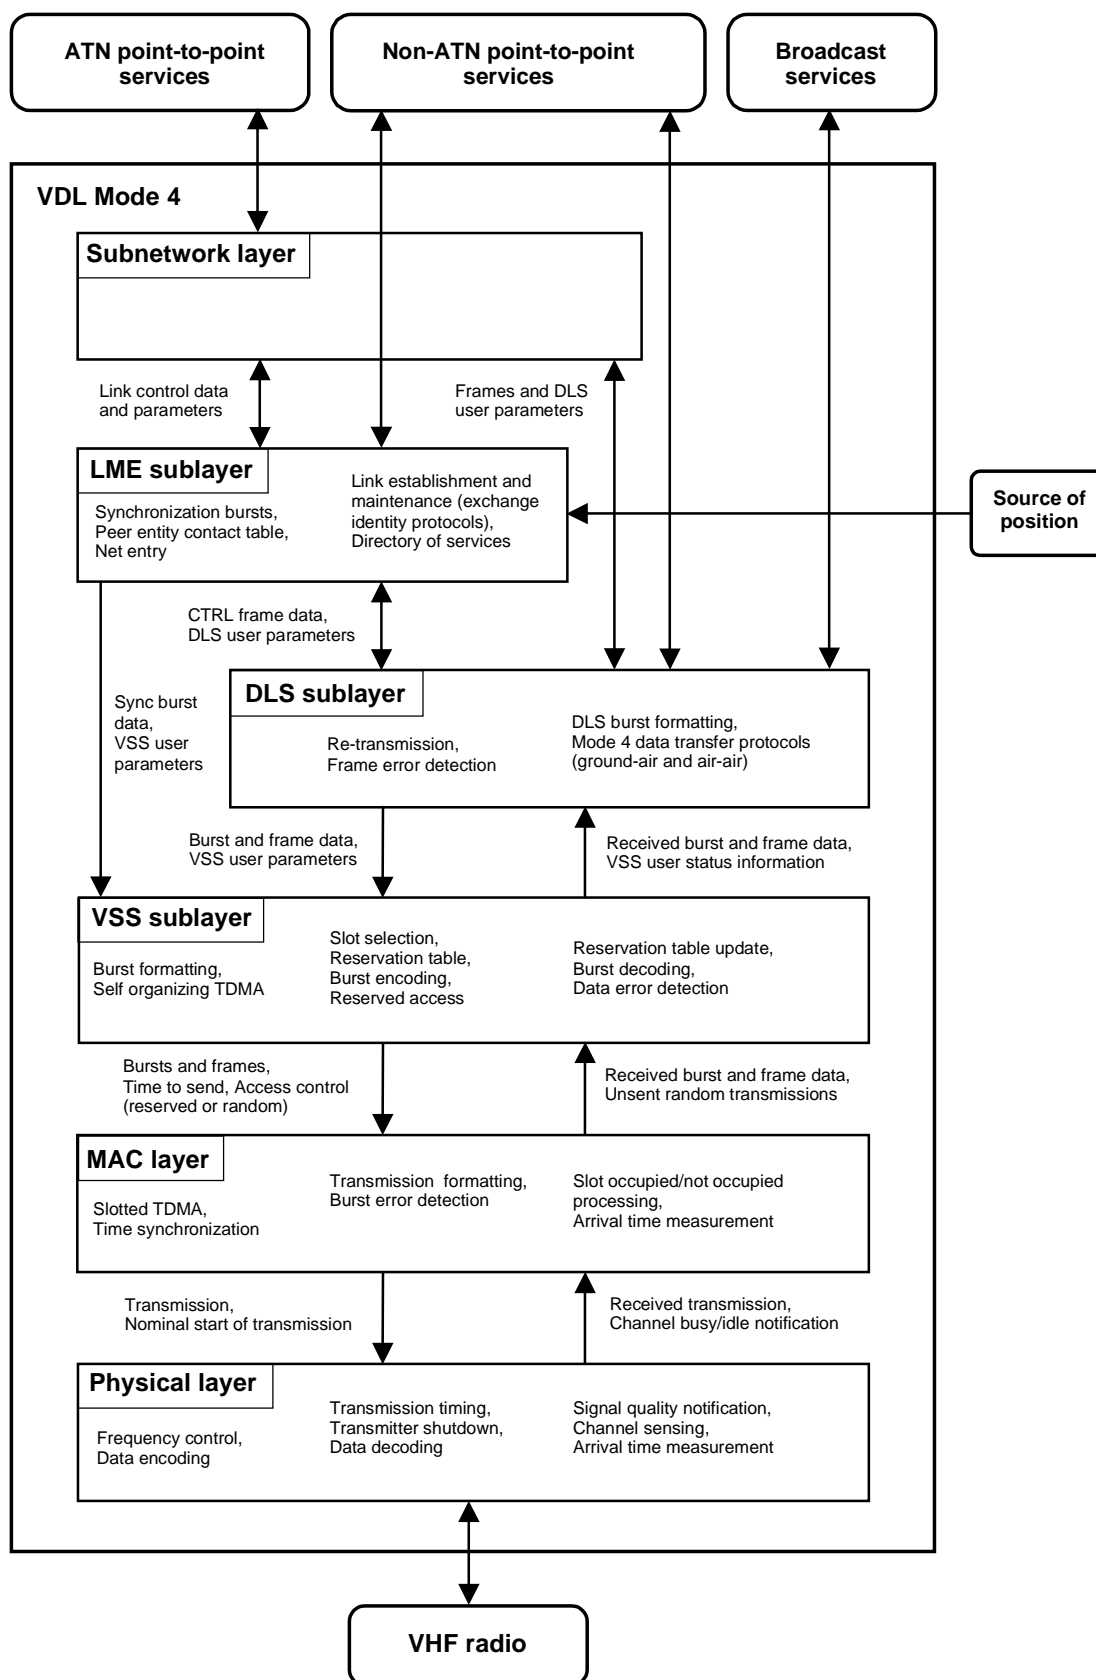 ATN point-to-point
services
Non-ATN point-to-point
services
Broadcast
services
VDL Mode 4
Subnetwork layer
Link control data
and parameters
Frames and DLS
user parameters
LME sublayer
Synchronization bursts,
Peer entity contact table,
Net entry
Link establishment and
maintenance (exchange
identity protocols),
Directory of services
Source of
position
CTRL frame data,
DLS user parameters
Sync burst
data,
VSS user
parameters
DLS sublayer
Re-transmission,
Frame error detection
DLS burst formatting,
Mode 4 data transfer protocols
(ground-air and air-air)
Burst and frame data,
VSS user parameters
Received burst and frame data,
VSS user status information
VSS sublayer
Burst formatting,
Self organizing TDMA
Slot selection,
Reservation table,
Burst encoding,
Reserved access
Reservation table update,
Burst decoding,
Data error detection
Bursts and frames,
Time to send, Access control
(reserved or random)
Received burst and frame data,
Unsent random transmissions
MAC layer
Slotted TDMA,
Time synchronization
Transmission  formatting,
Burst error detection
Slot occupied/not occupied
processing,
Arrival time measurement
Transmission,
Nominal start of transmission
Received transmission,
Channel busy/idle notification
Physical layer
Frequency control,
Data encoding
Transmission timing,
Transmitter shutdown,
Data decoding
Signal quality notification,
Channel sensing,
Arrival time measurement
VHF radio